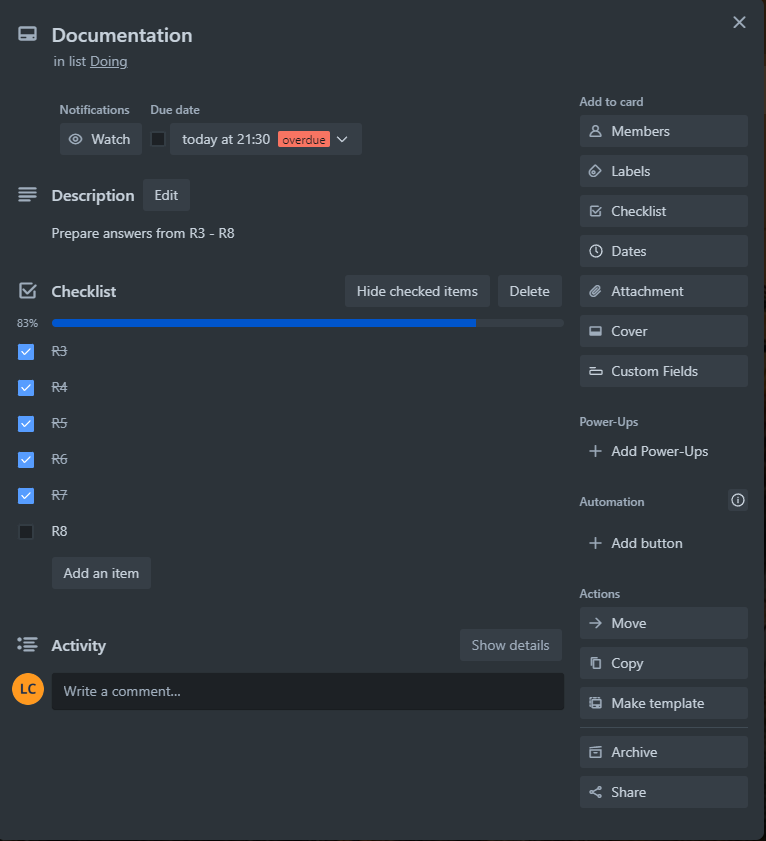 Documentation
in list Doing
Notifications
Watch
Due date
today at 21:30 overdue
Description Edit
Prepare answers from R3 - R8
Checklist Hide checked items Delete
83%
R3
R4
R5
R6
R7
R8
Add an item
Activity Show details
LC Write a comment...
Add to card
Members
Labels
Checklist
Dates
Attachment
Cover
Custom Fields
Power-Ups
Add Power-Ups
Automation
Add button
Actions
Move
Copy
Make template
Archive
Share